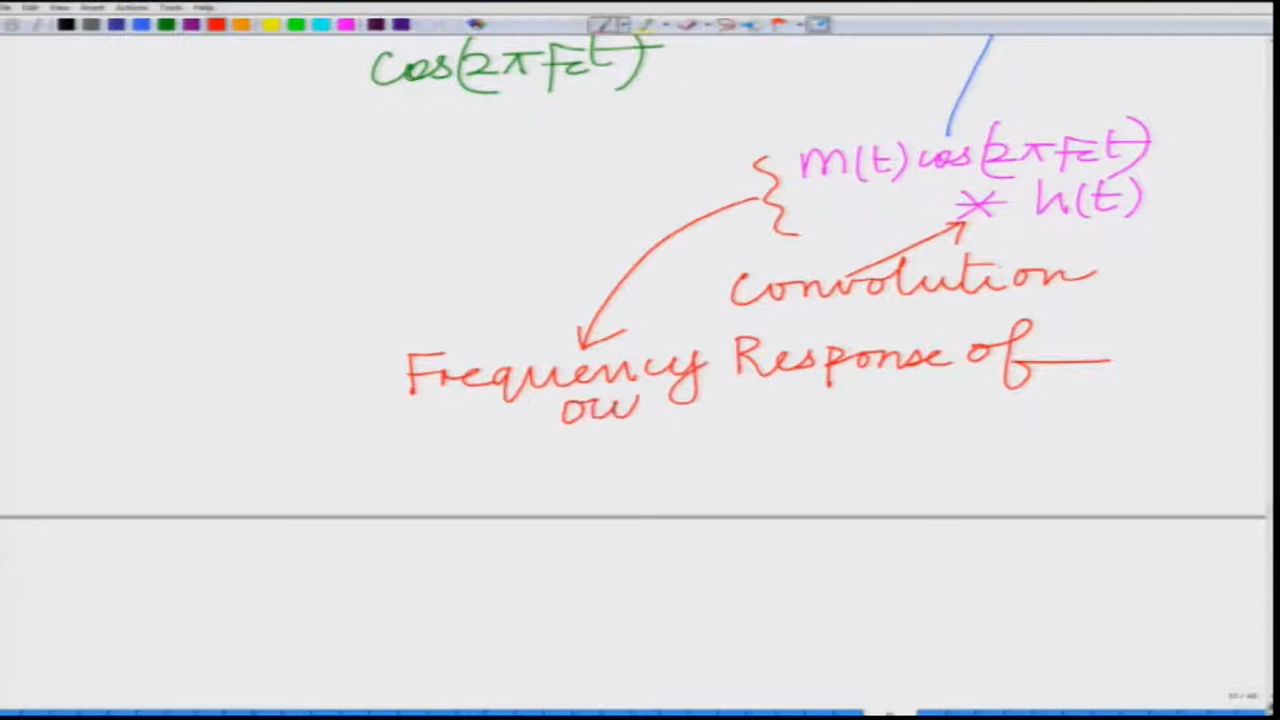 cos(2πfct)
m(t) cos(2πfct)
* h(t)
Convolution
Frequency Response of
ow